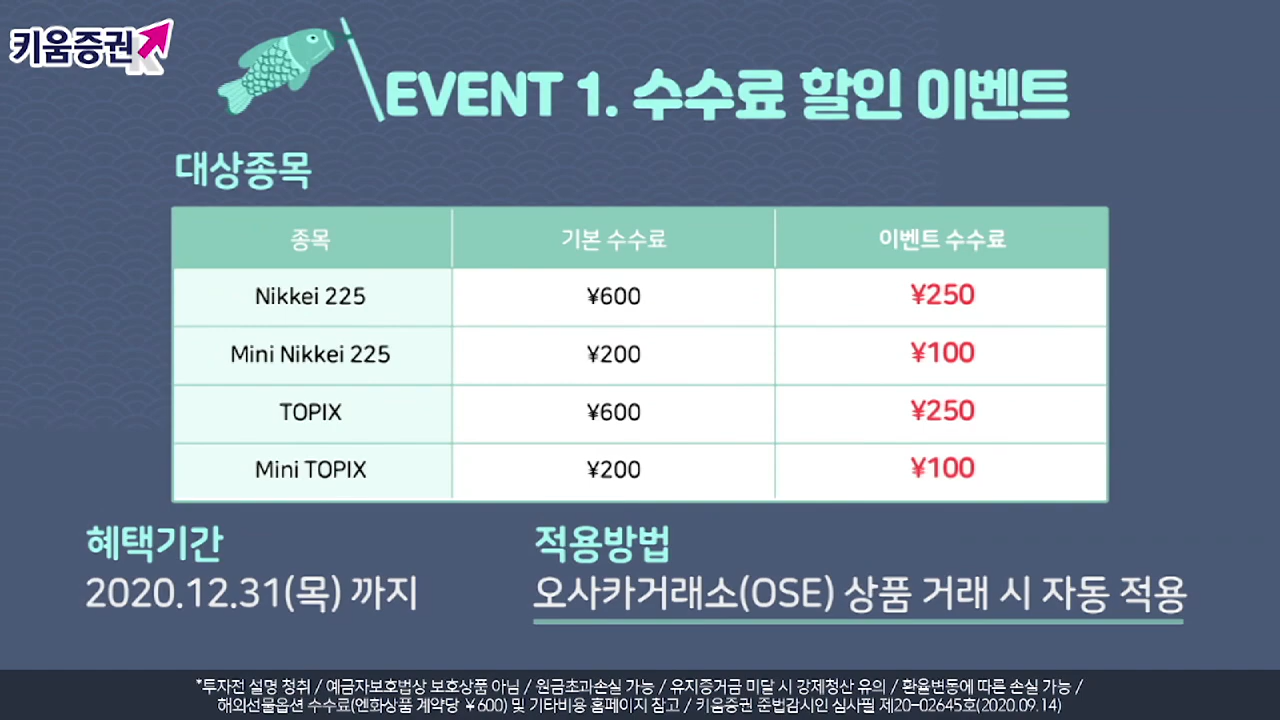 키움증권
EVENT 1. 수수료 할인 이벤트
대상종목
종목 기본 수수료 이벤트 수수료
Nikkei 225 ¥600 ¥250
Mini Nikkei 225 ¥200 ¥100
TOPIX ¥600 ¥250
Mini TOPIX ¥200 ¥100
혜택기간
2020.12.31(목) 까지
적용방법
오사카거래소(OSE) 상품 거래 시 자동 적용
*투자전 설명 청취 / 예금자보호법상 보호상품 아님 / 원금초과손실 가능 / 유지증거금 미달 시 강제청산 유의 / 환율변동에 따른 손실 가능 /
해외선물옵션 수수료(엔화상품 계약당 ¥600) 및 기타비용 홈페이지 참고 / 키움증권 준법감시인 심사필 제20-02645호(2020.09.14)